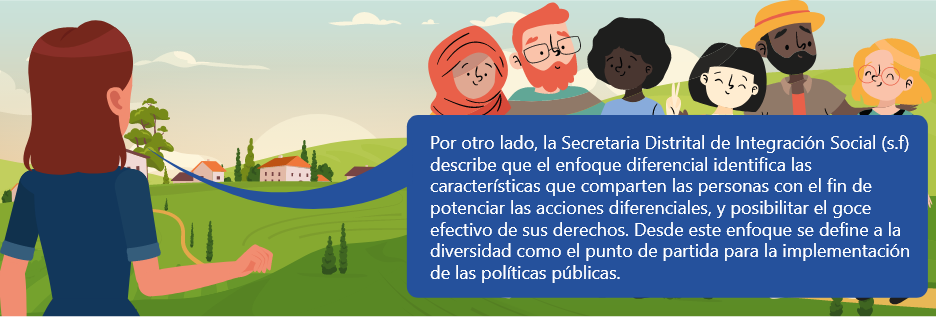 Por otro lado, la Secretaria Distrital de Integración Social (s.f)
describe que el enfoque diferencial identifica las
características que comparten las personas con el fin de
potenciar las acciones diferenciales, y posibilitar el goce
efectivo de sus derechos. Desde este enfoque se define a la
diversidad como el punto de partida para la implementación
de las políticas públicas.